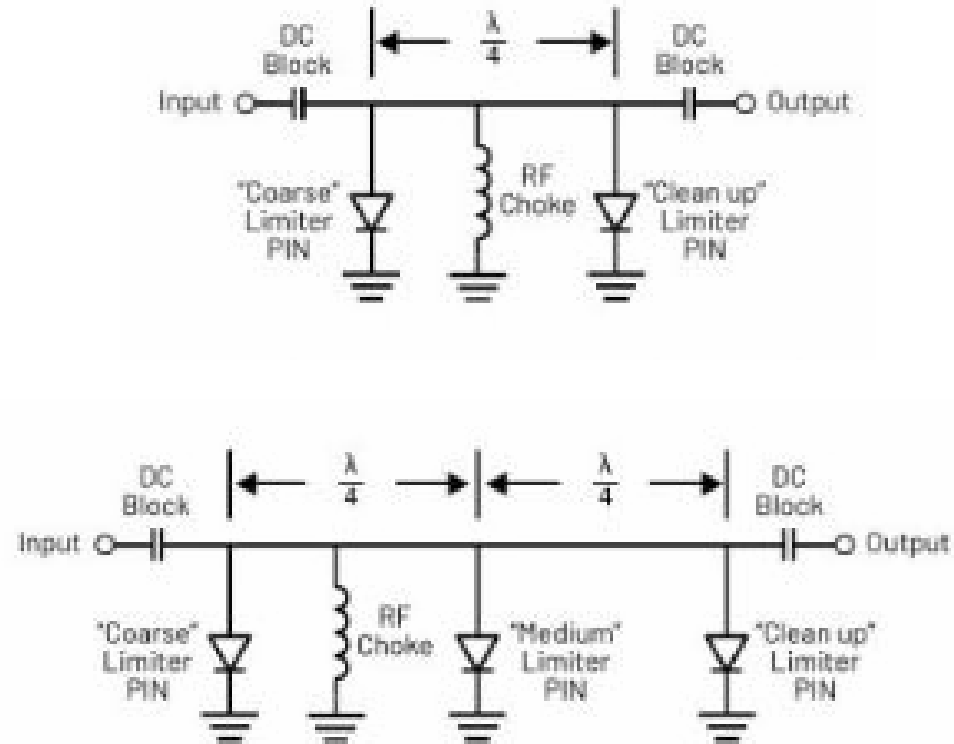 DC
Block
λ
4
DC
Block
Input
Output
"Coarse"
Limiter
PIN
RF
Choke
"Clean up"
Limiter
PIN
DC
Block
λ
4
λ
4
DC
Block
Input
Output
"Coarse"
Limiter
PIN
RF
Choke
"Medium"
Limiter
PIN
"Clean up"
Limiter
PIN